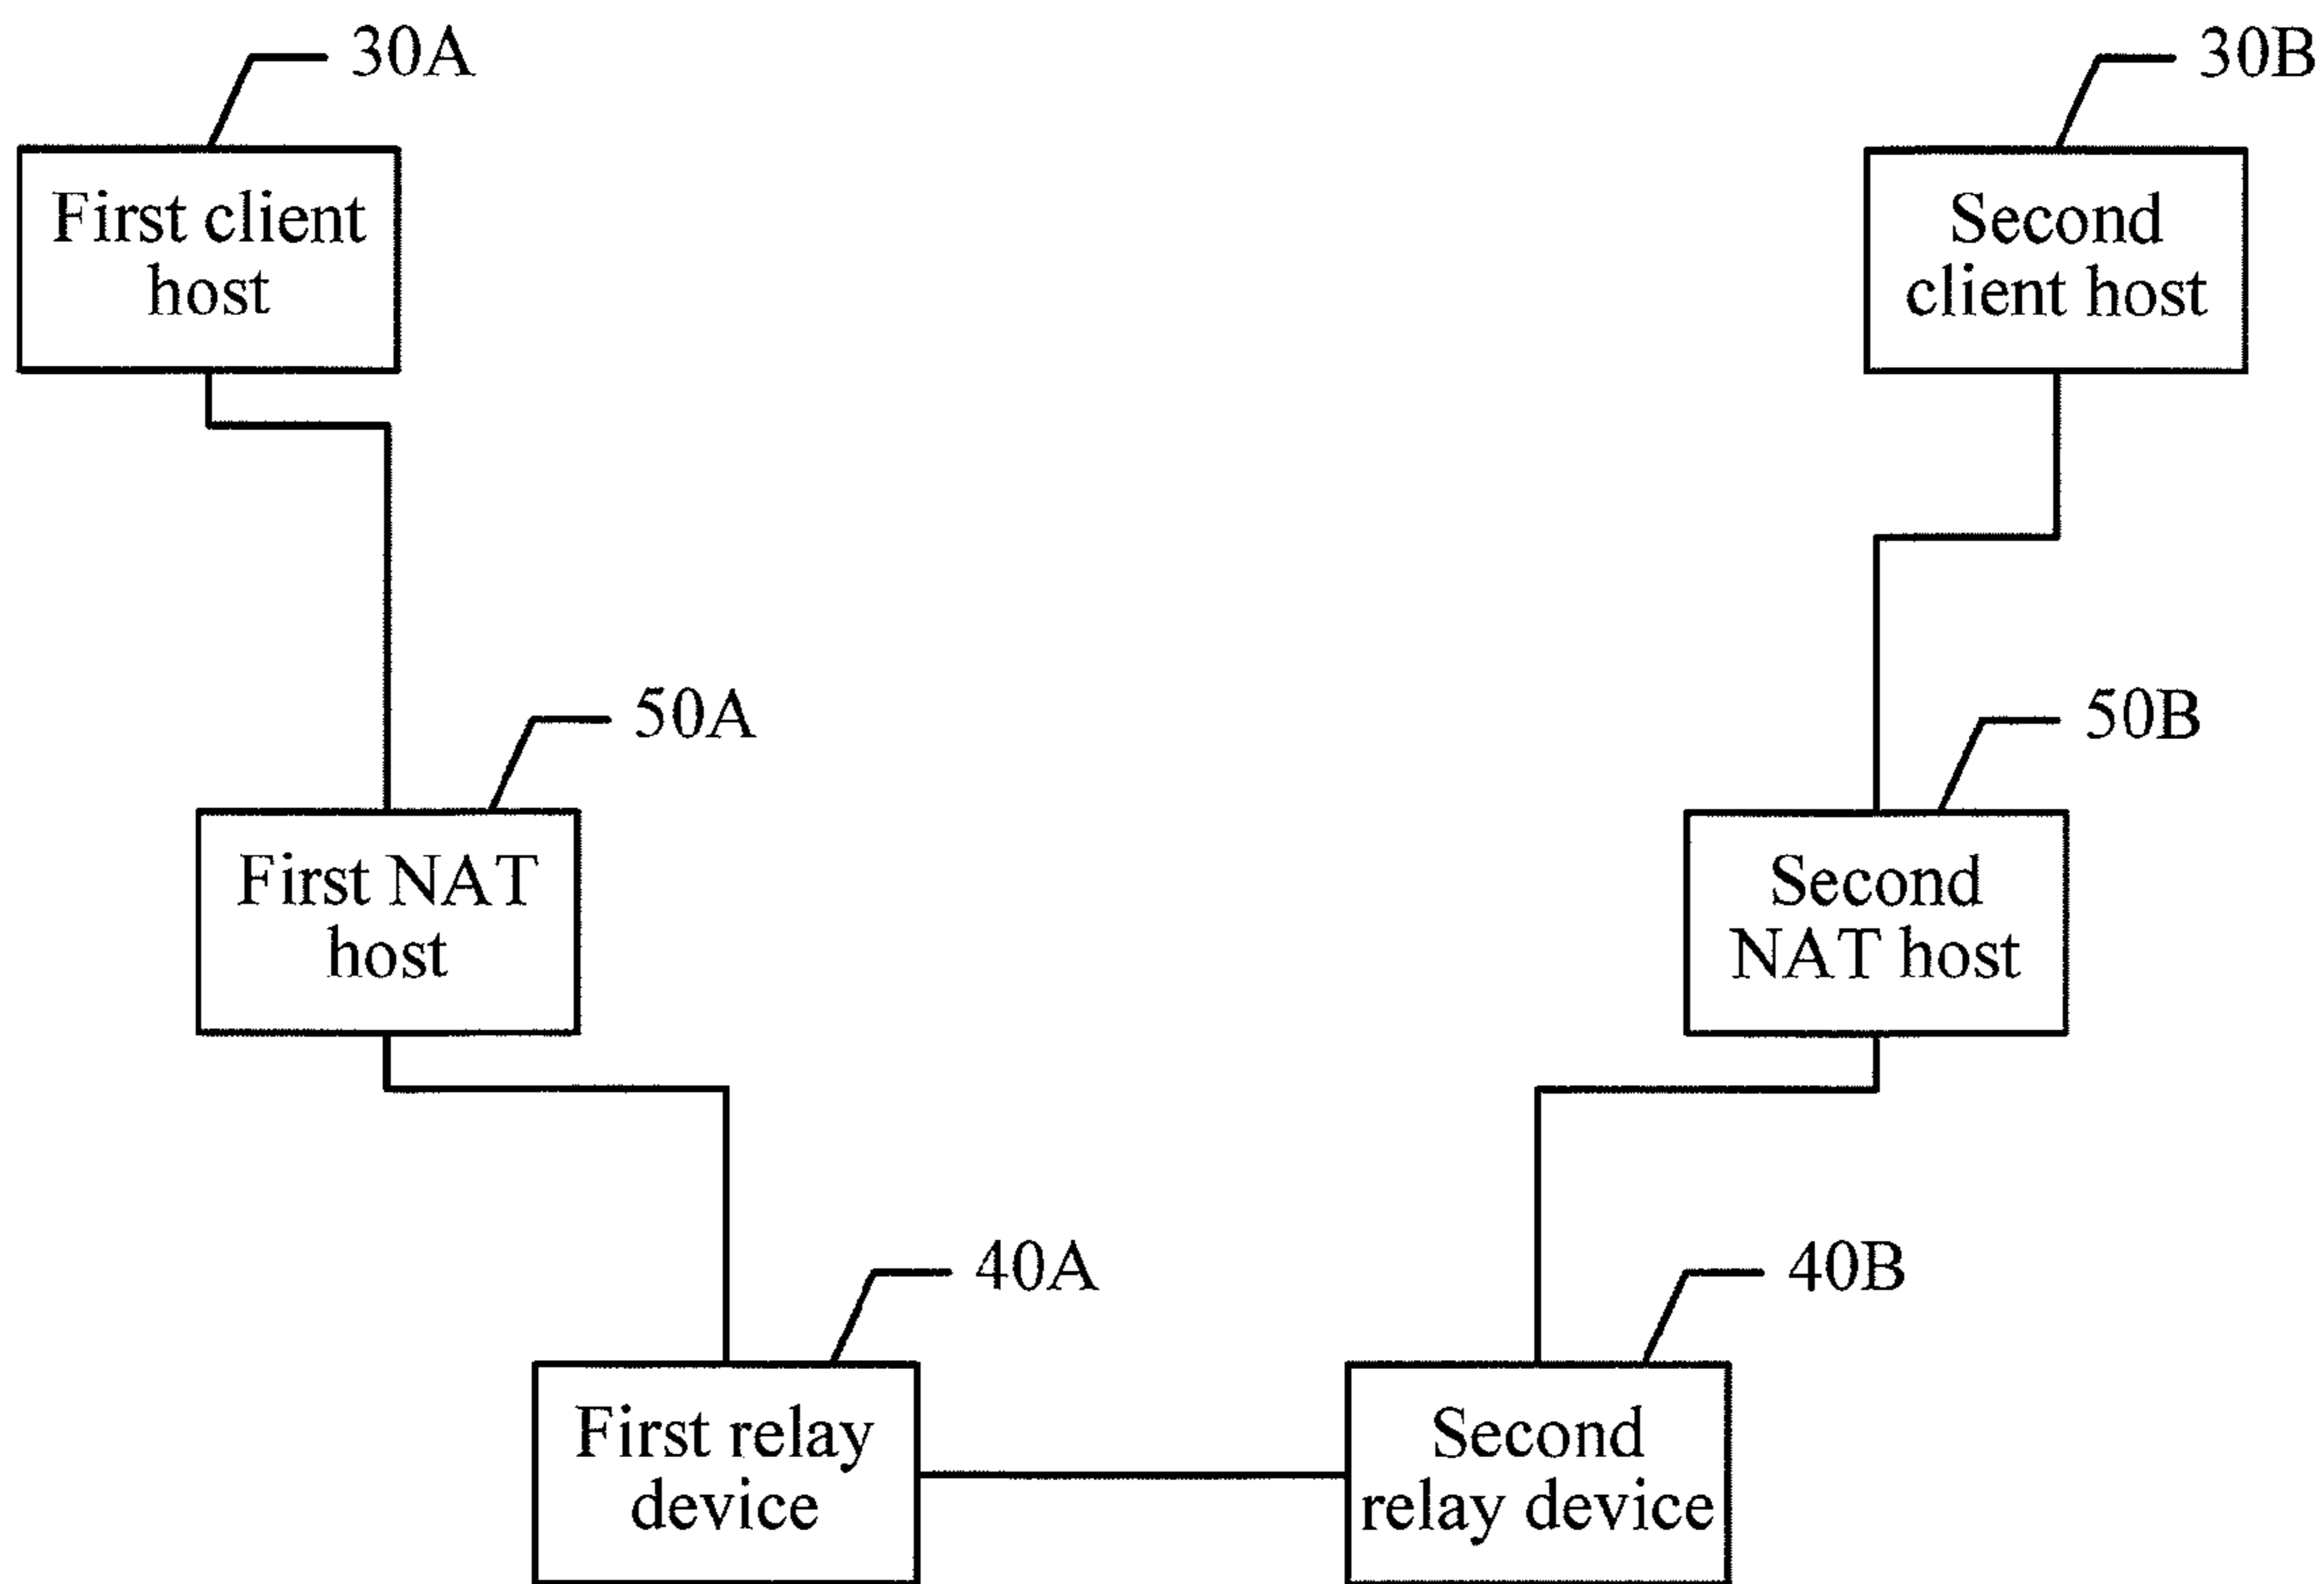 30A
30B
First client
host
Second
client host
50A
50B
First NAT
host
Second
NAT host
40A
40B
First relay
device
Second
relay device